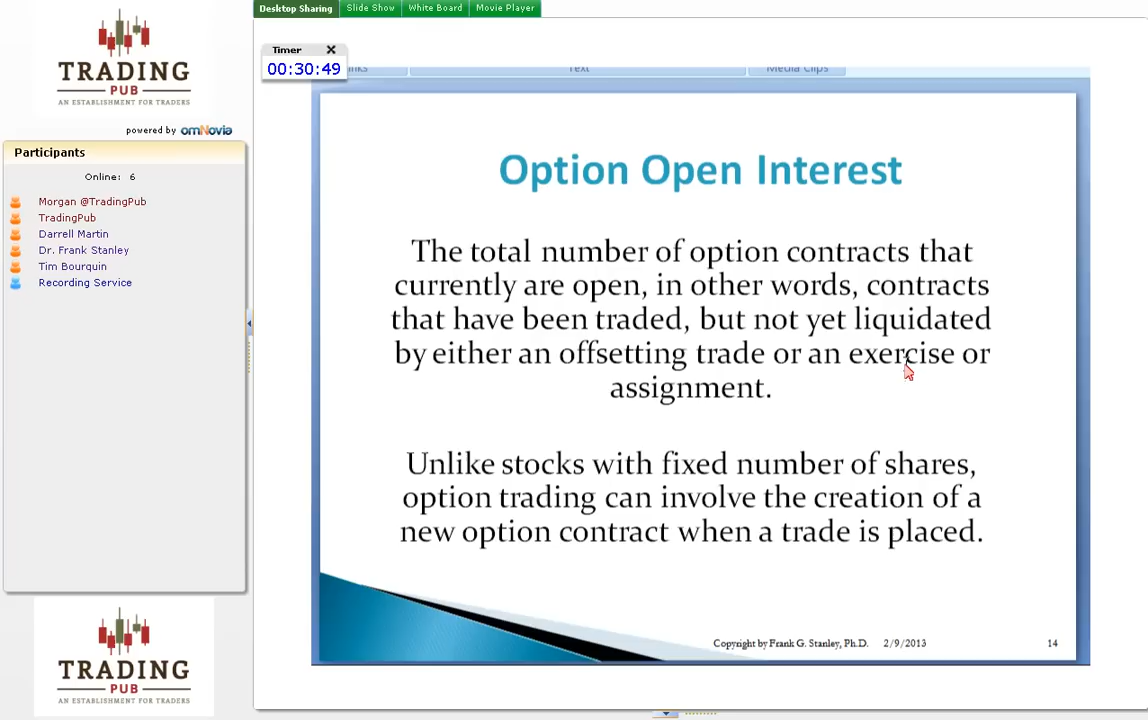 Desktop Sharing
Slide Show
White Board
Movie Player
TRADING
PUB
AN ESTABLISHMENT FOR TRADERS
powered by omNovia
Participants
Online: 6
Morgan @TradingPub
TradingPub
Darrell Martin
Dr. Frank Stanley
Tim Bourquin
Recording Service
Timer
00:30:49
Text
Media Clips
Option Open Interest
The total number of option contracts that
currently are open, in other words, contracts
that have been traded, but not yet liquidated
by either an offsetting trade or an exercise or
assignment.
Unlike stocks with fixed number of shares,
option trading can involve the creation of a
new option contract when a trade is placed.
Copyright by Frank G. Stanley, Ph.D. 2/9/2013 14
TRADING
PUB
AN ESTABLISHMENT FOR TRADERS